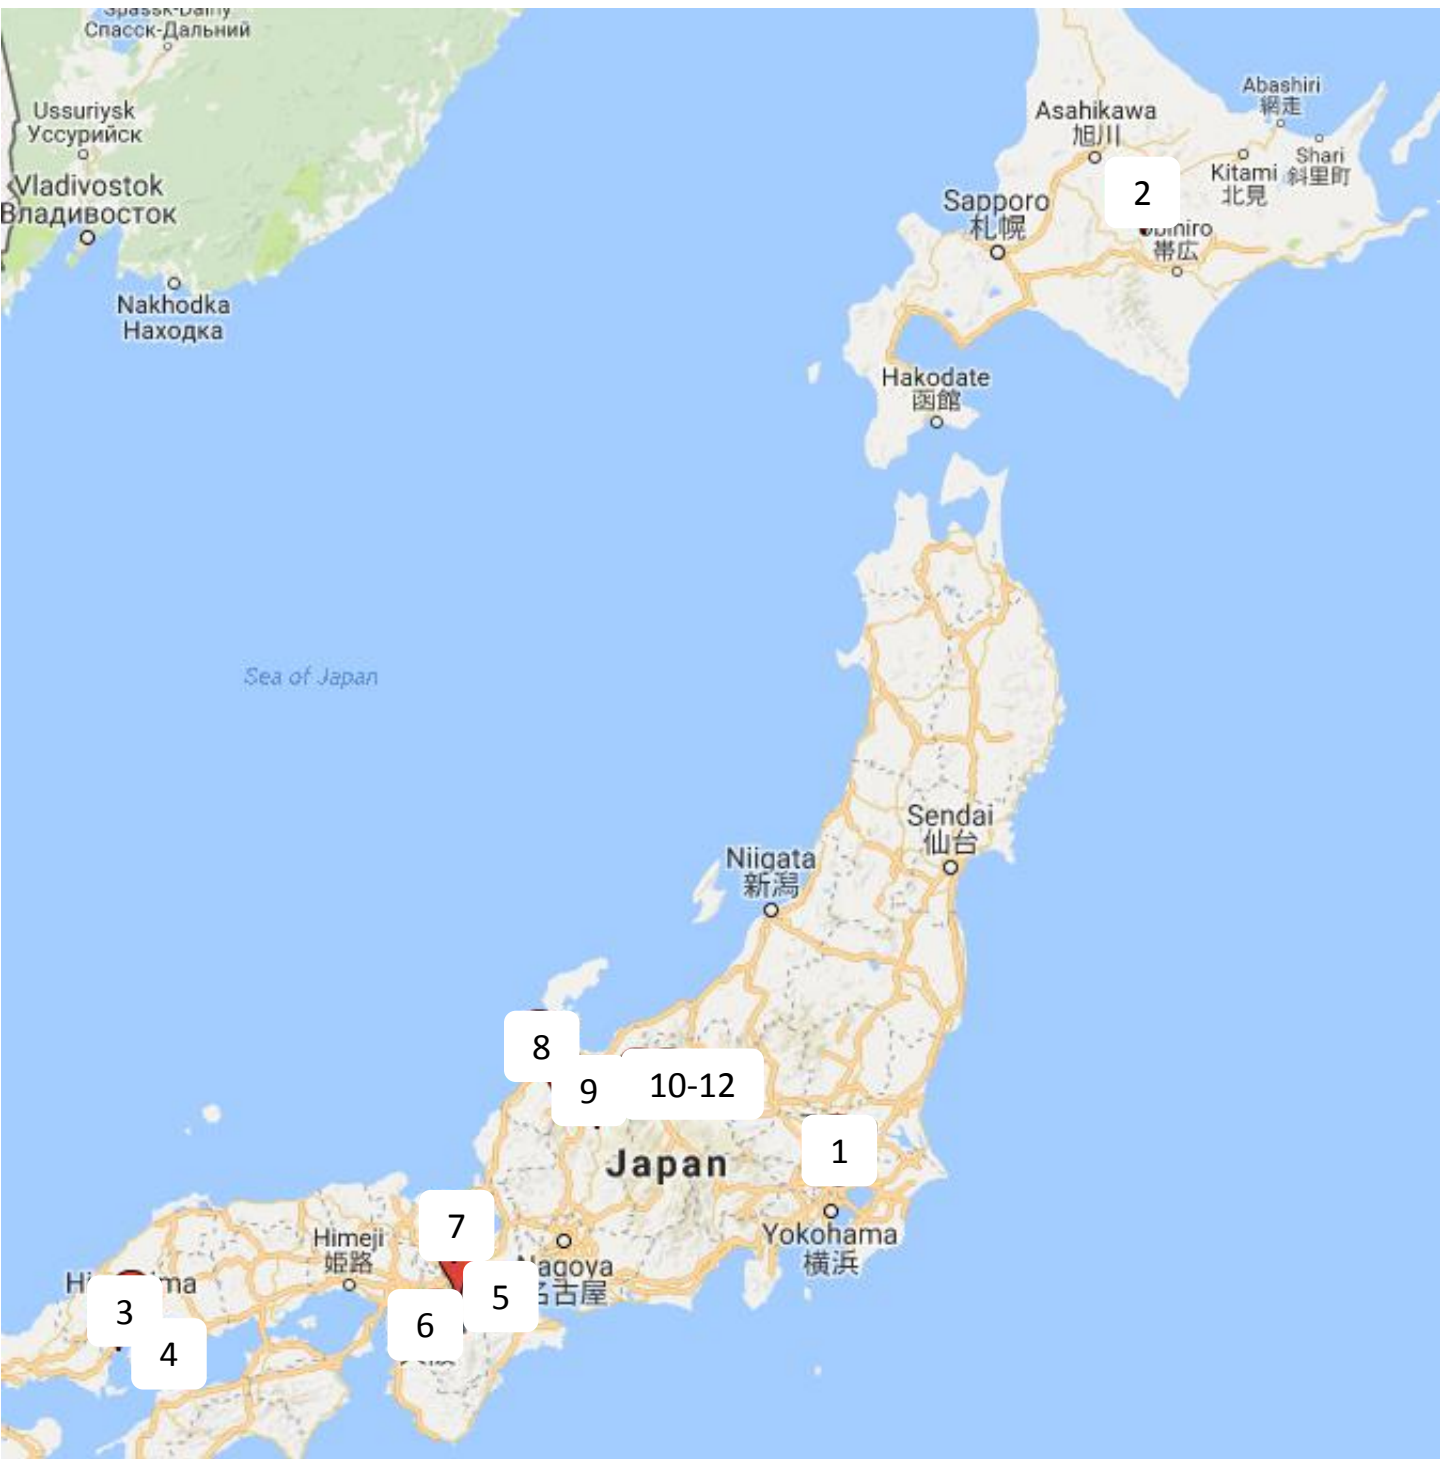 Spassk-Dalny
Спасск-Дальний
Ussuriysk
Уссурийск
Vladivostok
Владивосток
Nakhodka
Находка
Asahikawa
旭川
Abashiri
網走
Shari
斜里町
Kitami
北見
2
Sapporo
札幌
帯広
Hakodate
函館
Sea of Japan
Sendai
仙台
Niigata
新潟
8
9
10-12
1
Japan
Yokohama
横浜
7
Himeji
姫路
Nagoya
名古屋
5
3
6
4